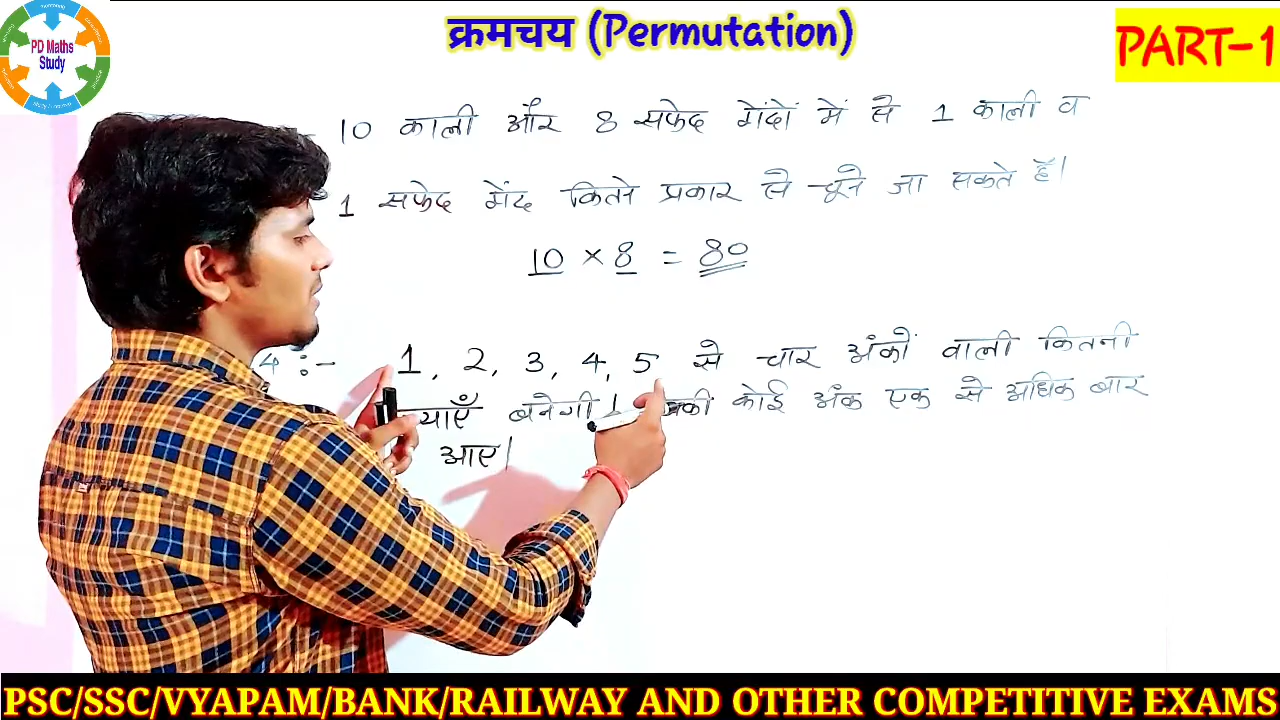 क्रमचय (Permutation)
PART-1
PD Maths
Study
10 काली और 8 सफेद गेंदों में से 1 काली व
1 सफेद गेंद कितने प्रकार से चुने जा सकते हैं।
10 × 8 = 80
4 :- 1, 2, 3, 4, 5 से चार अंकों वाली कितनी
याएँ बनेगी। कोई अंक एक से अधिक बार
आए।
PSC/SSC/VYAPAM/BANK/RAILWAY AND OTHER COMPETITIVE EXAMS